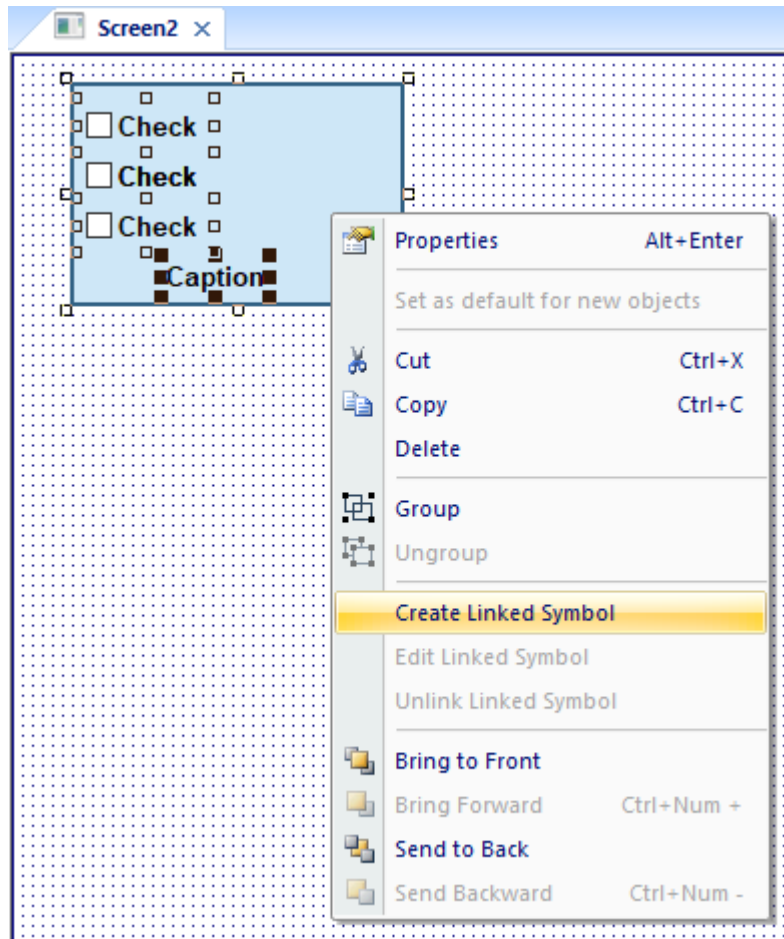 Screen2
Check
Check
Check
Caption
Properties Alt+Enter
Set as default for new objects
Cut Ctrl+X
Copy Ctrl+C
Delete
Group
Ungroup
Create Linked Symbol
Edit Linked Symbol
Unlink Linked Symbol
Bring to Front
Bring Forward Ctrl+Num +
Send to Back
Send Backward Ctrl+Num -